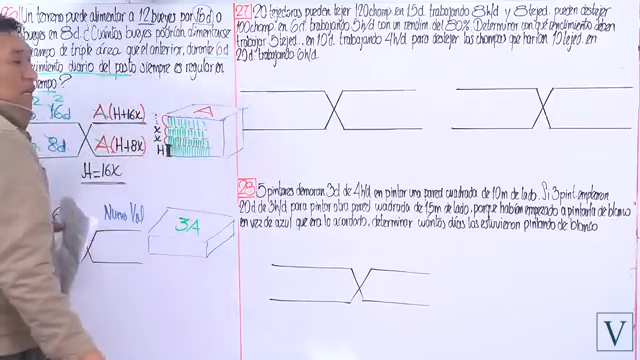 Un terreno puede alimentar a 12 bueyes por 16d o
bueyes en 8d. ¿Cuántos bueyes podrían alimentarse
campo de triple área que el anterior, durante 6d
crecimiento diario del pasto siempre es regular en
tiempo?
16d
A(H+16x)
8d
A(H+8x)
H=16x
A
x
x
H
Nuevo Vol
3A
27 20 tejedoras pueden tejer 120 chomp. en 15d. trabajando 8h/d y 8 tejed. pueden destejer
chomp. en 6d. trabajando 5h/d con un rendim. del 80%. Determinar con qué rendimiento deben
trabajar 5 tejed. en 10d. trabajando 4h/d para destejer las chompas que harían 10 tejed. en
20d. trabajando 6h/d.
28 5 pintores demoran 3d de 4h/d en pintar una pared cuadrada de 10m de lado. Si 3 pint. emplearon
20d de 3h/d para pintar otra pared cuadrada de 15m de lado, porque habían empezado a pintarla de blanco
en vez de azul que era lo acordado, determinar cuántos días las estuvieron pintando de blanco
V